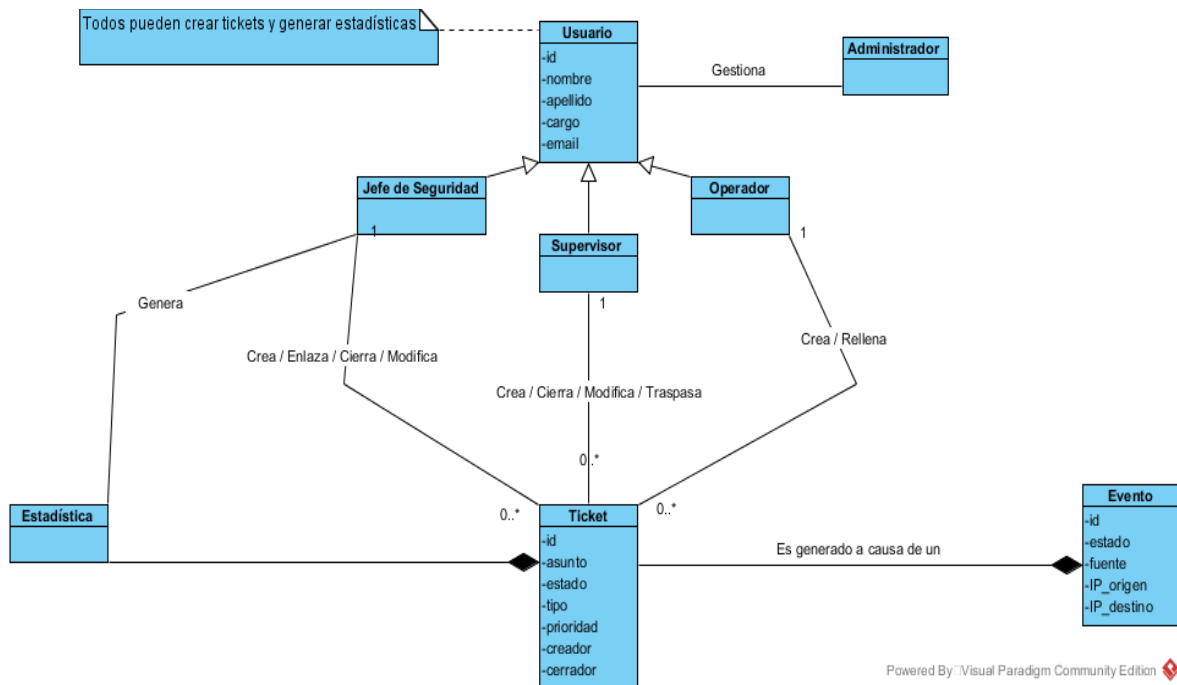 Todos pueden crear tickets y generar estadísticas
Usuario
-id
-nombre
-apellido
-cargo
-email
Gestiona
Administrador
Jefe de Seguridad
1
Supervisor
1
Operador
1
Genera
Crea / Enlaza / Cierra / Modifica
Crea / Cierra / Modifica / Traspasa
Crea / Rellena
0..*
0..*
0..*
Estadística
Ticket
-id
-asunto
-estado
-tipo
-prioridad
-creador
-cerrador
Es generado a causa de un
Evento
-id
-estado
-fuente
-IP_origen
-IP_destino
Powered By Visual Paradigm Community Edition